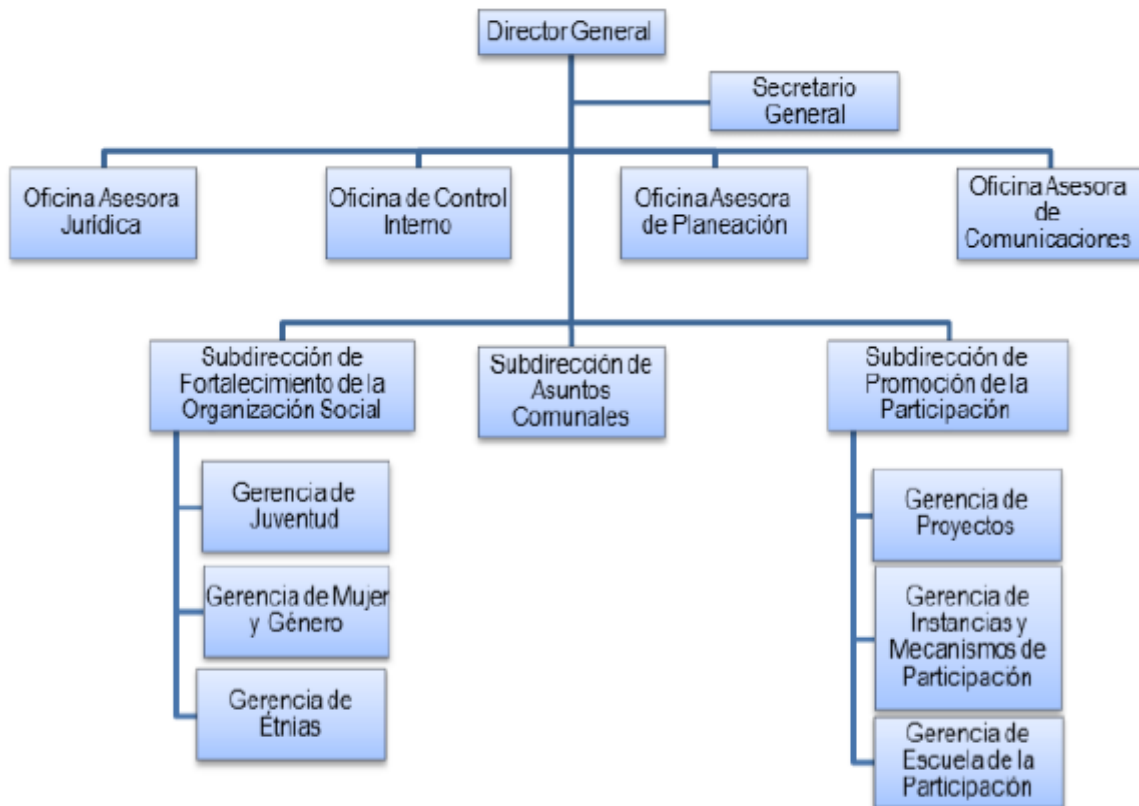 Director General
Secretario
General
Oficina Asesora
Jurídica
Oficina de Control
Interno
Oficina Asesora
de Planeación
Oficina Asesora
de
Comunicaciones
Subdirección de
Fortalecimiento de la
Organización Social
Subdirección de
Asuntos
Comunales
Subdirección de
Promoción de la
Participación
Gerencia de
Juventud
Gerencia de Mujer
y Género
Gerencia de
Étnias
Gerencia de
Proyectos
Gerencia de
Instancias y
Mecanismos de
Participación
Gerencia de
Escuela de la
Participación